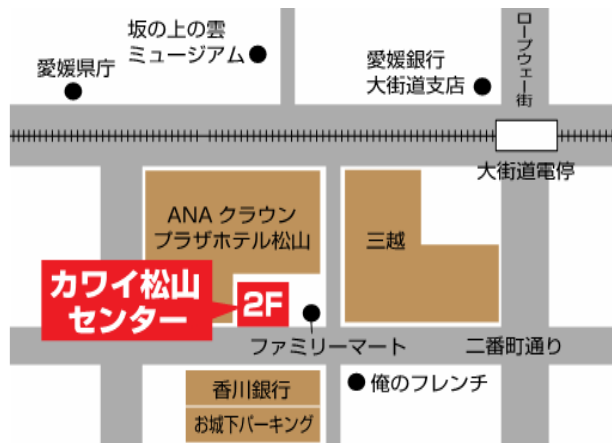 坂の上の雲
ミュージアム
愛媛県庁
愛媛銀行
大街道支店
ロープウェー街
大街道電停
ANA クラウン
プラザホテル松山
三越
カワイ松山
センター
2F
ファミリーマート
二番町通り
香川銀行
お城下パーキング
俺のフレンチ